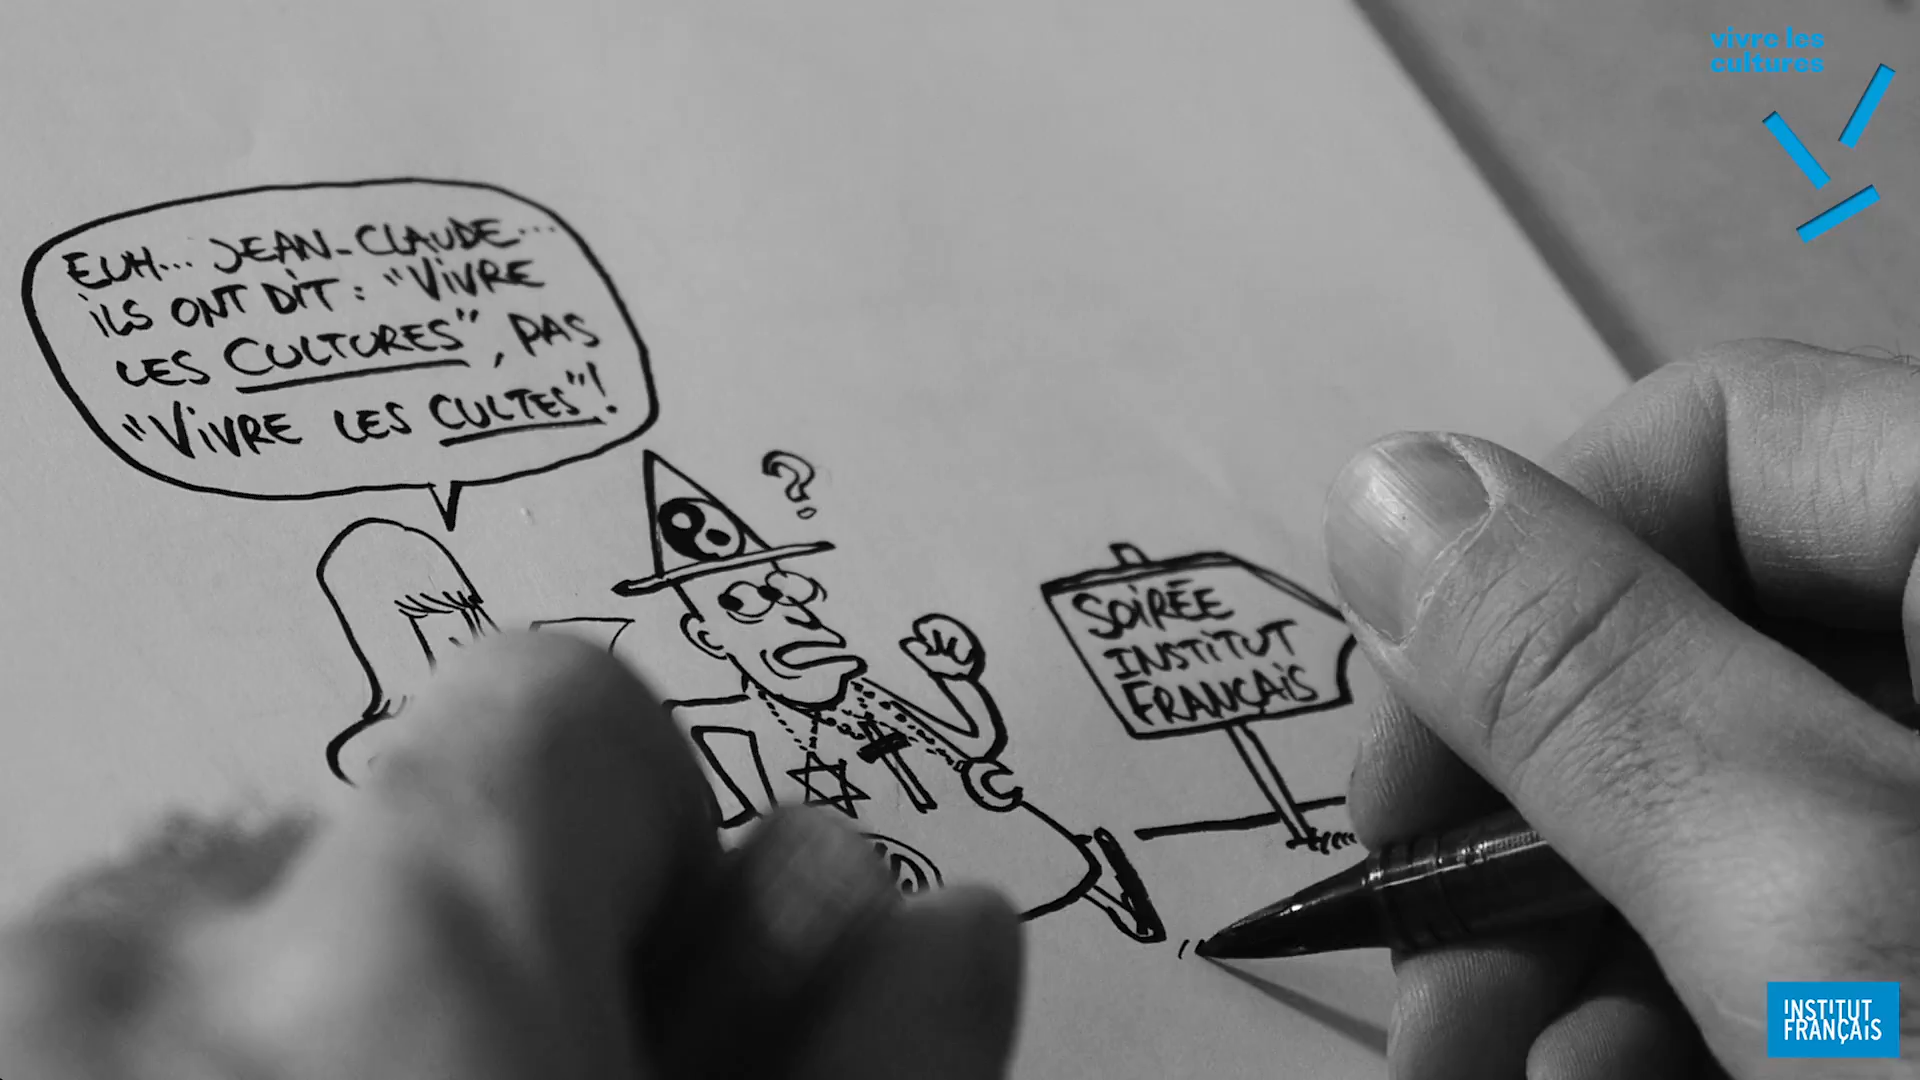 vivre les
cultures
EUH... JEAN-CLAUDE...
iLS ONT DiT : "ViVRE
LES CULTURES", PAS
"ViVRE LES CULTES"!
?
SOiRÉE
INSTiTUT
FRANÇAiS
INSTITUT
FRANÇAiS